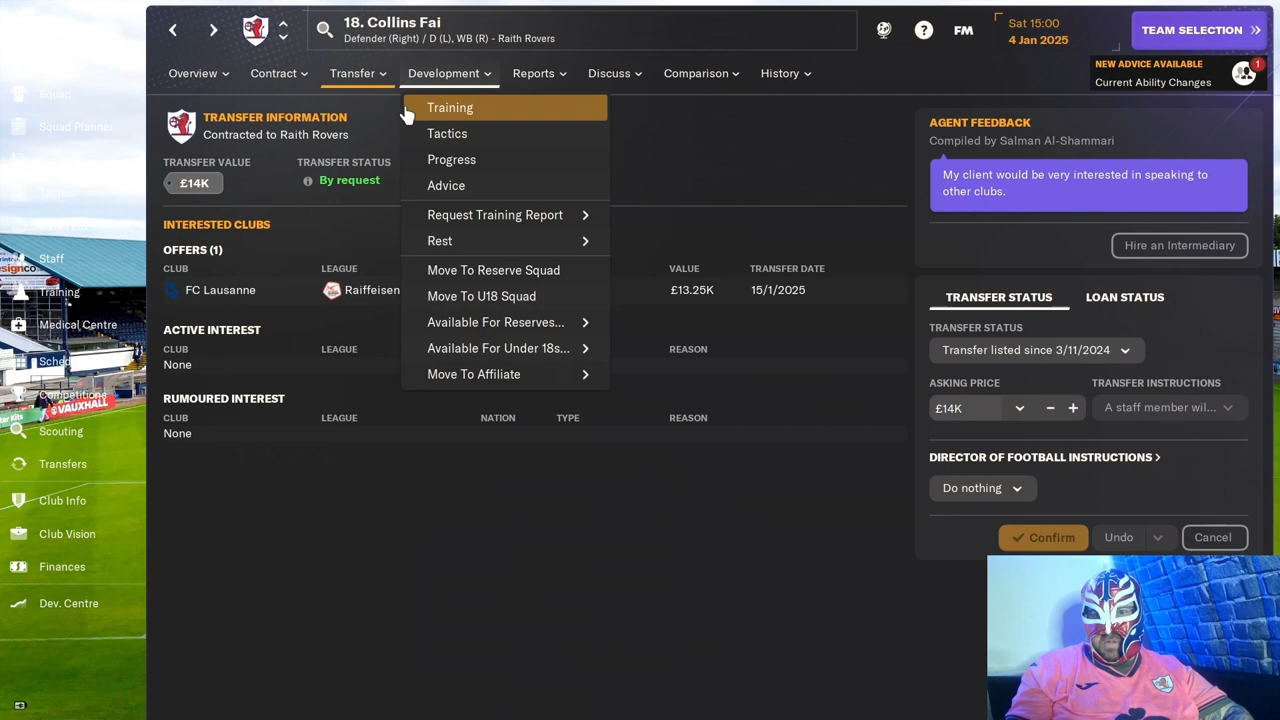 18. Collins Fai
Defender (Right) / D (L), WB (R) - Raith Rovers
?
FM
Sat 15:00
4 Jan 2025
TEAM SELECTION
NEW ADVICE AVAILABLE
Current Ability Changes
1
Overview
Contract
Transfer
Development
Reports
Discuss
Comparison
History
Squad
Squad Planner
Staff
Training
Medical Centre
Sched
Competitions
Scouting
Transfers
Club Info
Club Vision
Finances
Dev. Centre
TRANSFER INFORMATION
Contracted to Raith Rovers
TRANSFER VALUE
£14K
TRANSFER STATUS
By request
INTERESTED CLUBS
OFFERS (1)
CLUB
LEAGUE
VALUE
TRANSFER DATE
FC Lausanne
Raiffeisen
£13.25K
15/1/2025
ACTIVE INTEREST
CLUB
LEAGUE
REASON
None
RUMOURED INTEREST
CLUB
LEAGUE
NATION
TYPE
REASON
None
Training
Tactics
Progress
Advice
Request Training Report
Rest
Move To Reserve Squad
Move To U18 Squad
Available For Reserves...
Available For Under 18s...
Move To Affiliate
AGENT FEEDBACK
Compiled by Salman Al-Shammari
My client would be very interested in speaking to
other clubs.
Hire an Intermediary
TRANSFER STATUS
LOAN STATUS
TRANSFER STATUS
Transfer listed since 3/11/2024
ASKING PRICE
TRANSFER INSTRUCTIONS
£14K
A staff member wil...
DIRECTOR OF FOOTBALL INSTRUCTIONS >
Do nothing
Confirm
Undo
Cancel
VAUXHALL